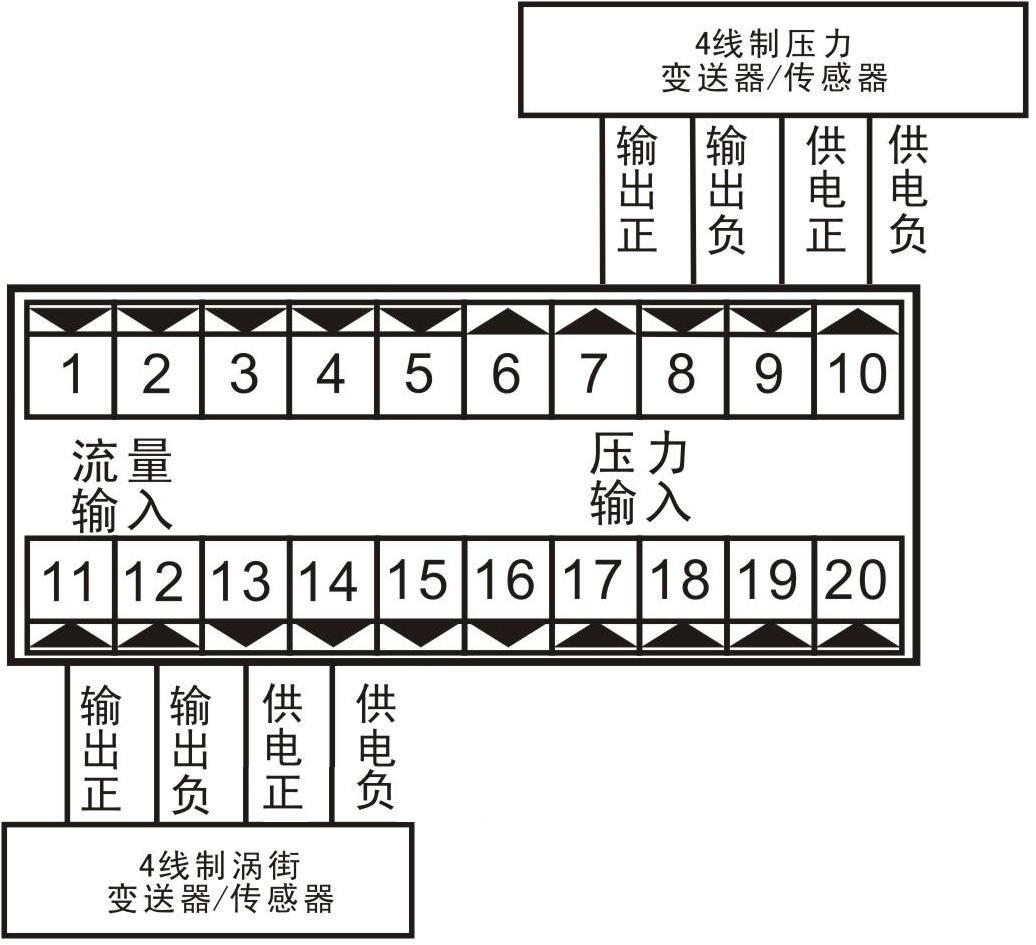 4线制压力
变送器/传感器
输出正
输出负
供电正
供电负
1 2 3 4 5 6 7 8 9 10
流量
输入
压力
输入
11 12 13 14 15 16 17 18 19 20
输出正
输出负
供电正
供电负
4线制涡街
变送器/传感器